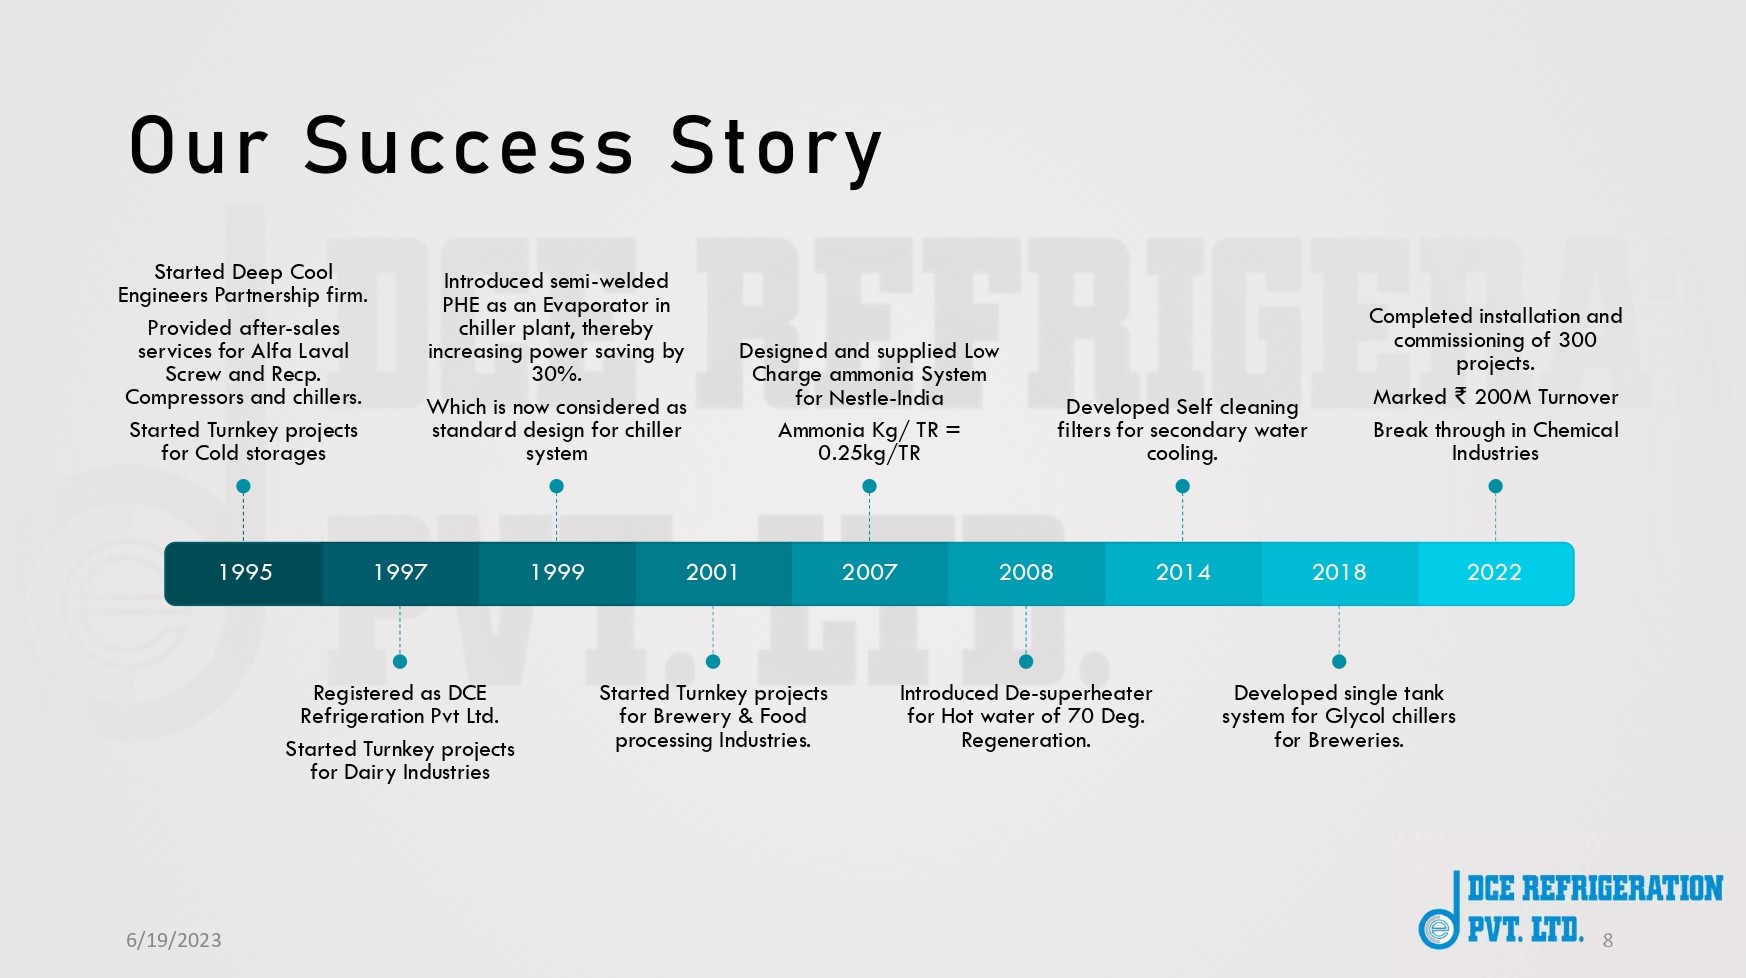 Our Success Story
Started Deep Cool
Engineers Partnership firm.
Provided after-sales
services for Alfa Laval
Screw and Recp.
Compressors and chillers.
Started Turnkey projects
for Cold storages
Introduced semi-welded
PHE as an Evaporator in
chiller plant, thereby
increasing power saving by
30%.
Which is now considered as
standard design for chiller
system
Designed and supplied Low
Charge ammonia System
for Nestle-India
Ammonia Kg/ TR =
0.25kg/TR
Developed Self cleaning
filters for secondary water
cooling.
Completed installation and
commissioning of 300
projects.
Marked ₹ 200M Turnover
Break through in Chemical
Industries
1995 1997 1999 2001 2007 2008 2014 2018 2022
Registered as DCE
Refrigeration Pvt Ltd.
Started Turnkey projects
for Dairy Industries
Started Turnkey projects
for Brewery & Food
processing Industries.
Introduced De-superheater
for Hot water of 70 Deg.
Regeneration.
Developed single tank
system for Glycol chillers
for Breweries.
DCE REFRIGERAT
PVT. LTD.
DCE REFRIGERATION
PVT. LTD.
6/19/2023
8